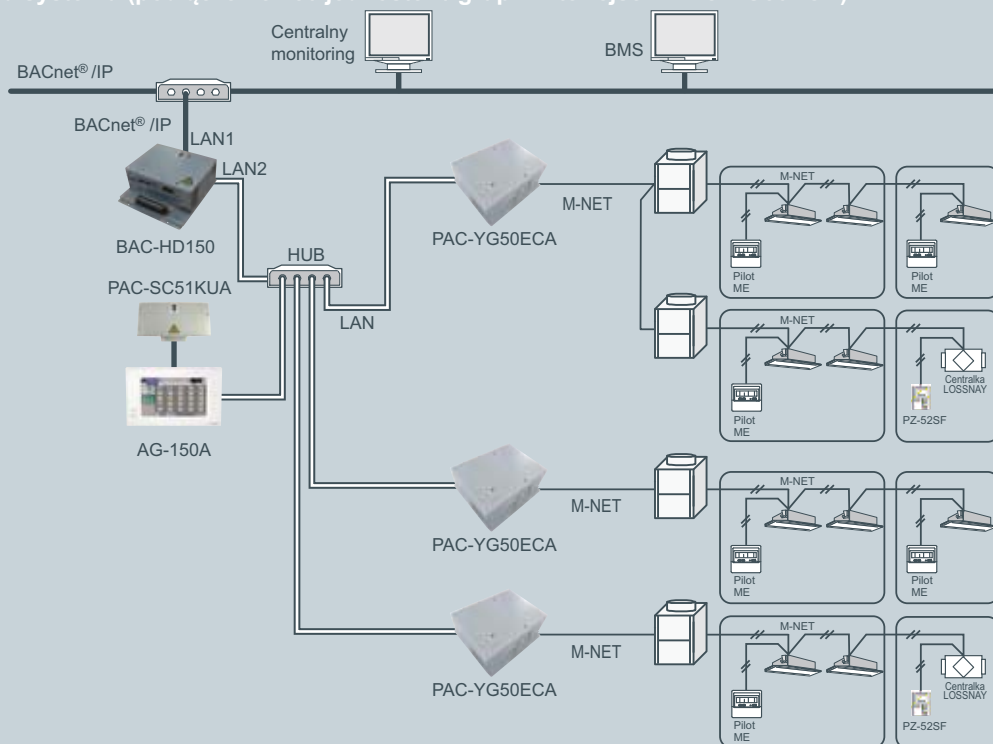 Centralny
monitoring
BMS
BACnet® /IP
BACnet® /IP
LAN1
LAN2
BAC-HD150
HUB
PAC-SC51KUA
LAN
AG-150A
PAC-YG50ECA
M-NET
M-NET
Pilot
ME
Pilot
ME
M-NET
Pilot
ME
Centralka
LOSSNAY
PZ-52SF
PAC-YG50ECA
M-NET
M-NET
Pilot
ME
Pilot
ME
PAC-YG50ECA
M-NET
M-NET
Pilot
ME
Centralka
LOSSNAY
PZ-52SF